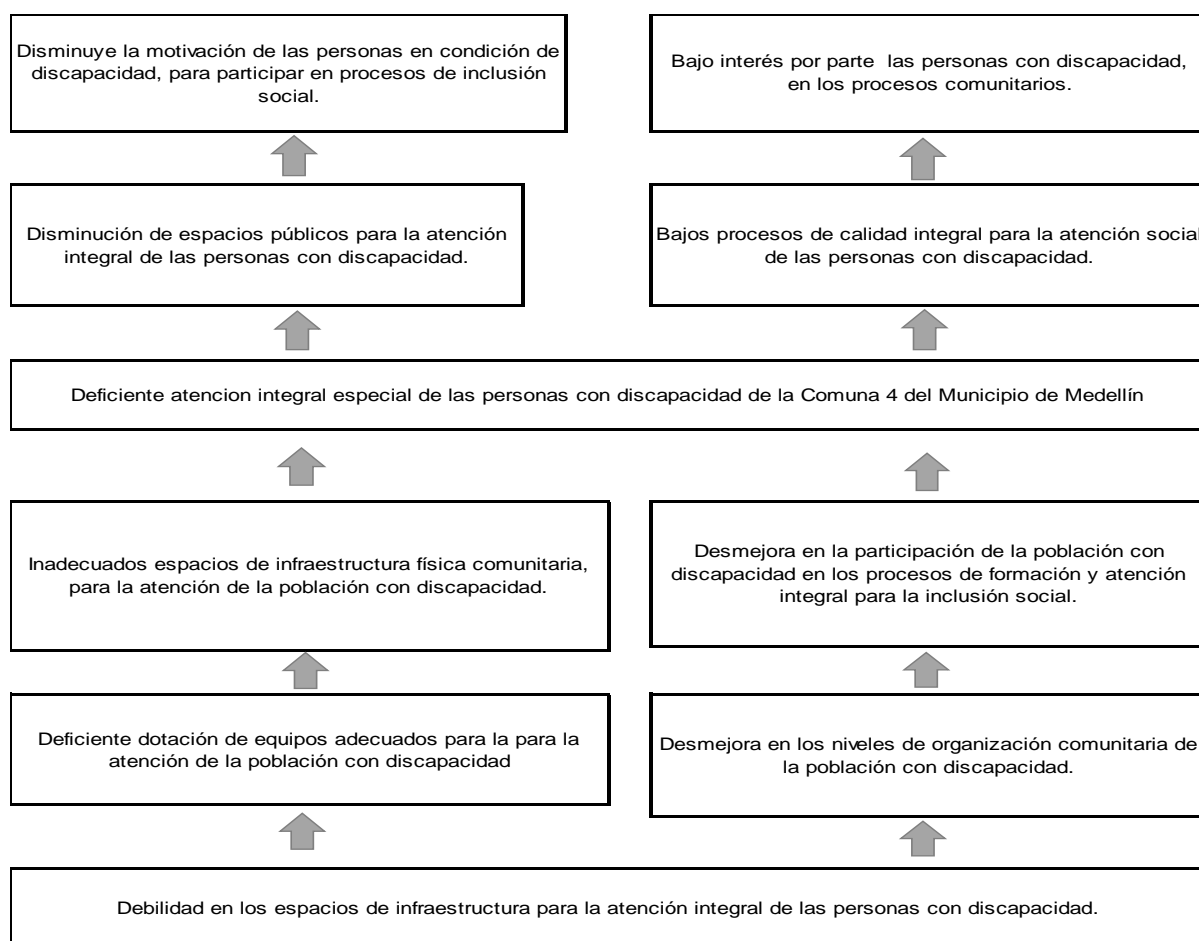 Disminuye la motivación de las personas en condición de
discapacidad, para participar en procesos de inclusión
social.
Bajo interés por parte  las personas con discapacidad,
en los procesos comunitarios.
Disminución de espacios públicos para la atención
integral de las personas con discapacidad.
Bajos procesos de calidad integral para la atención social
de las personas con discapacidad.
Deficiente atencion integral especial de las personas con discapacidad de la Comuna 4 del Municipio de Medellín
Inadecuados espacios de infraestructura física comunitaria,
para la atención de la población con discapacidad.
Desmejora en la participación de la población con
discapacidad en los procesos de formación y atención
integral para la inclusión social.
Deficiente dotación de equipos adecuados para la para la
atención de la población con discapacidad
Desmejora en los niveles de organización comunitaria de
la población con discapacidad.
Debilidad en los espacios de infraestructura para la atención integral de las personas con discapacidad.